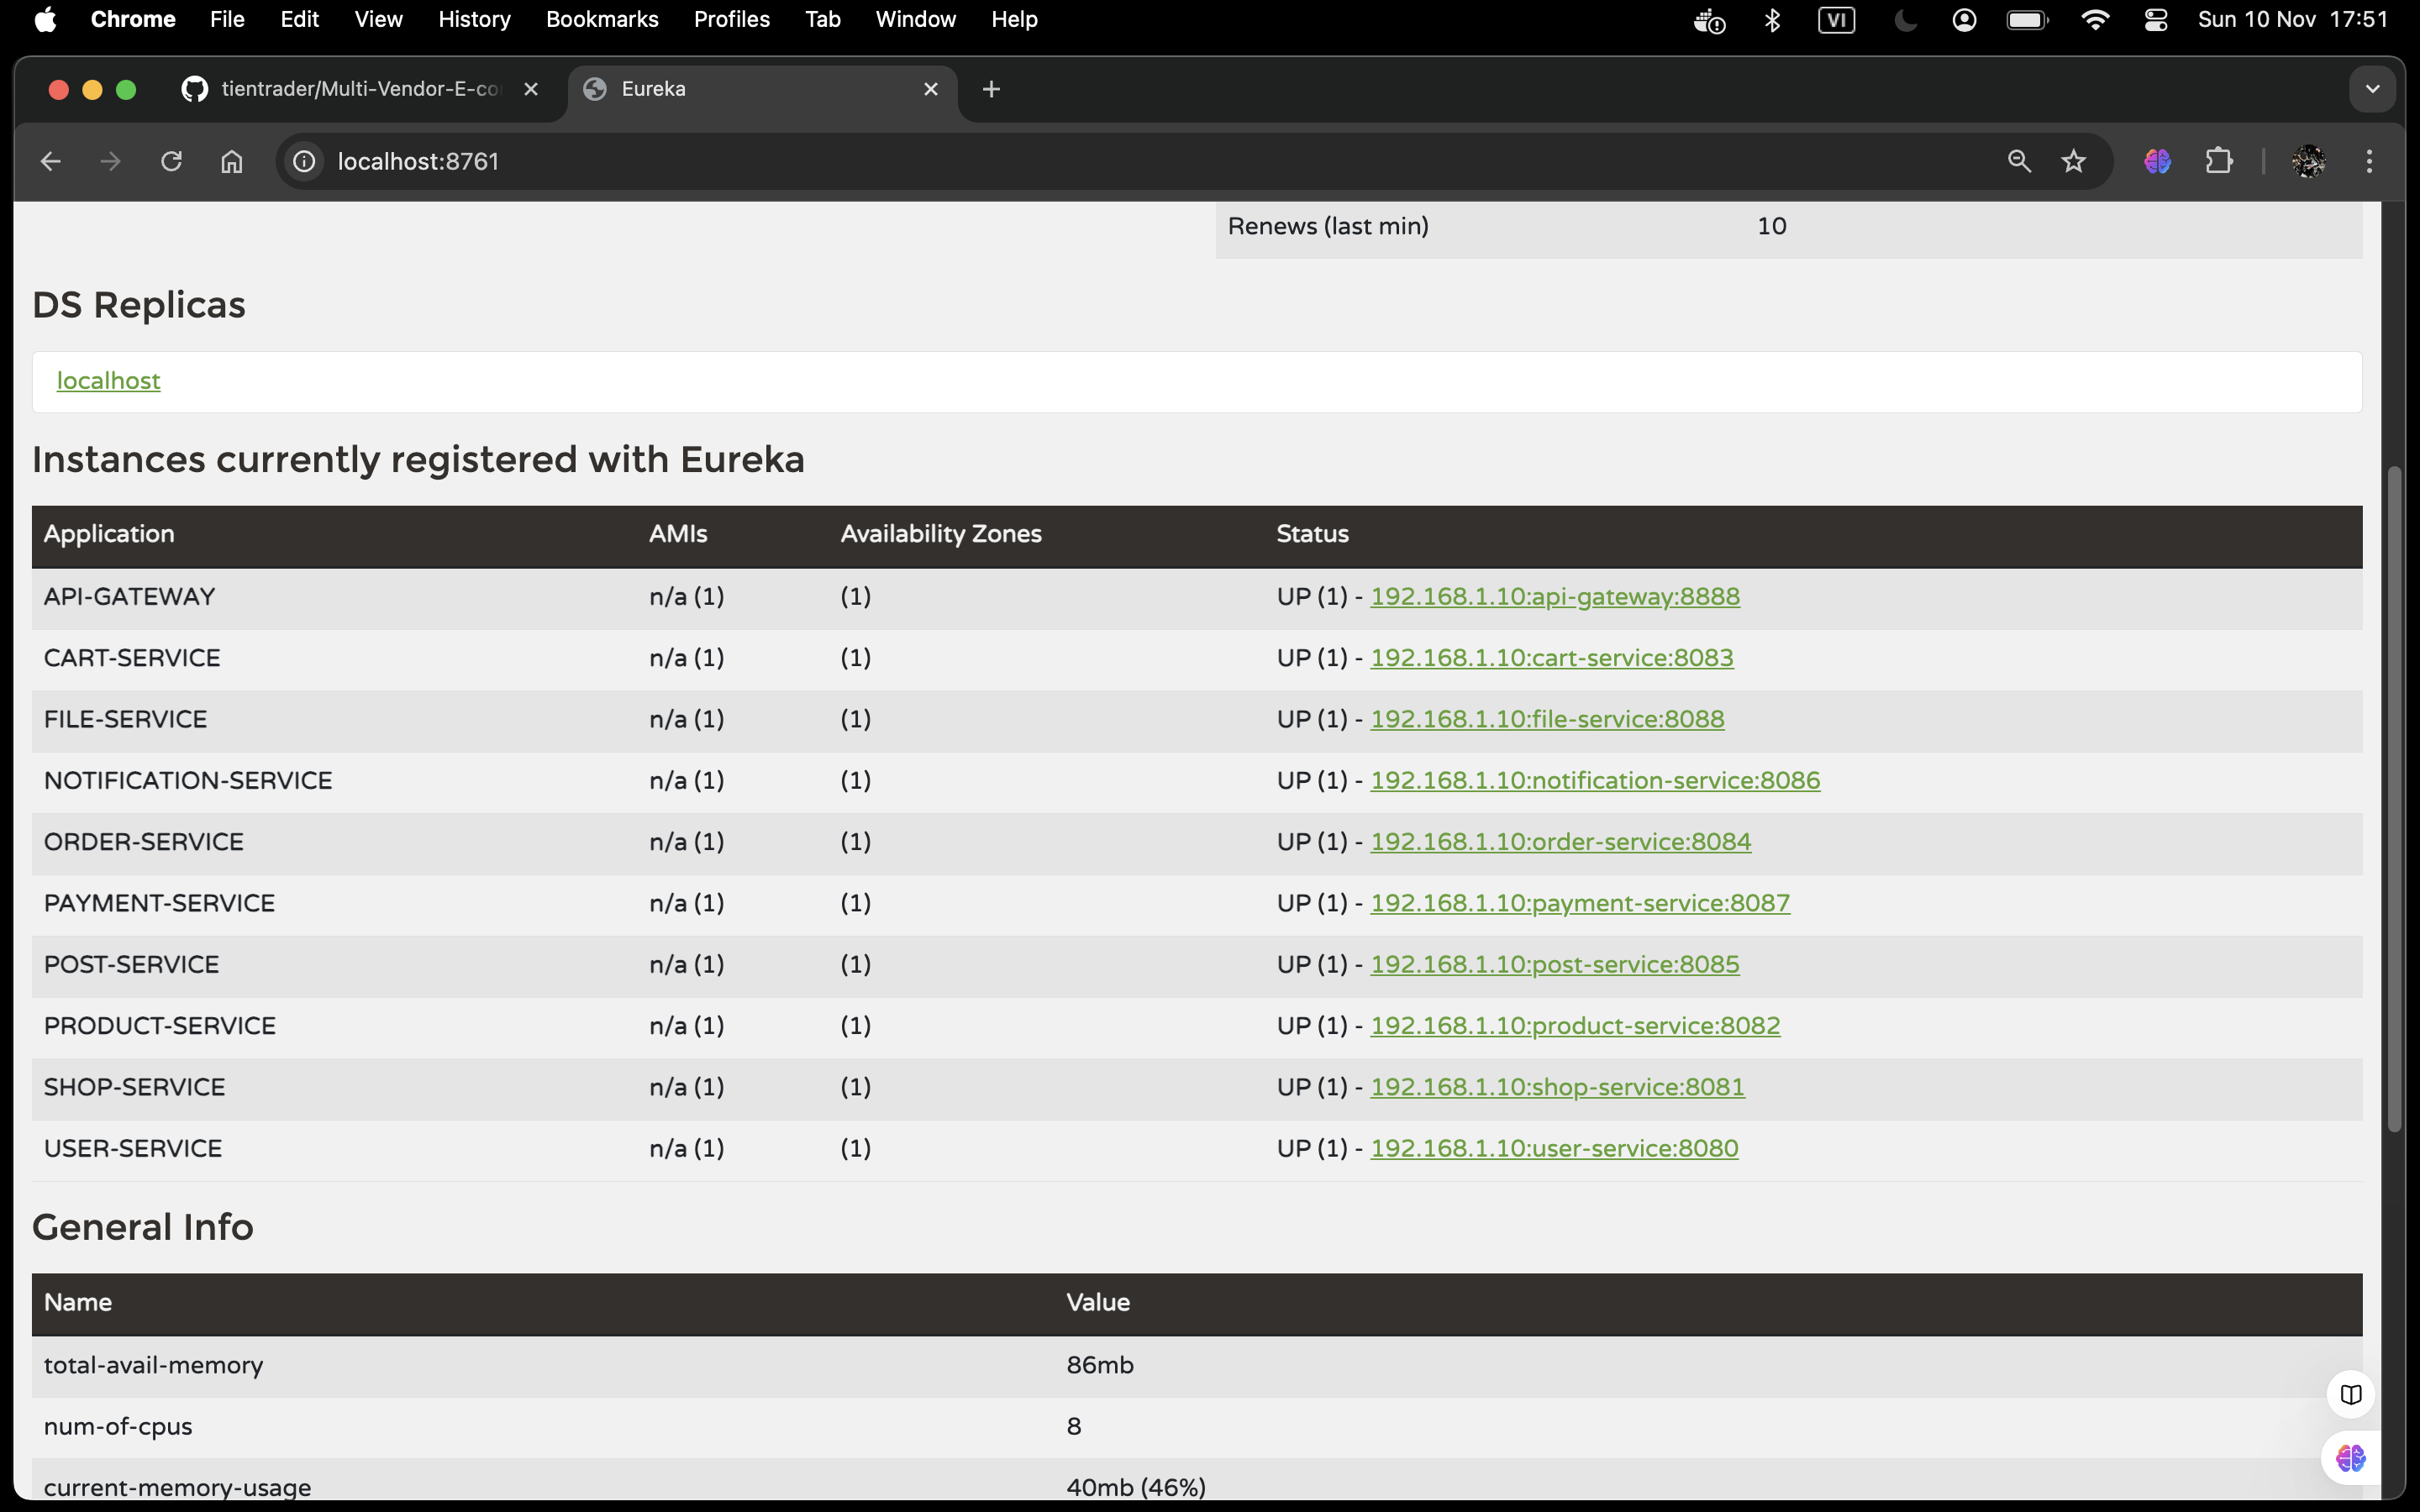 Chrome File Edit View History Bookmarks Profiles Tab Window Help VI Sun 10 Nov 17:51
tientrader/Multi-Vendor-E-co Eureka
localhost:8761
Renews (last min) 10
DS Replicas
localhost
Instances currently registered with Eureka
Application AMIs Availability Zones Status
API-GATEWAY n/a (1) (1) UP (1) - 192.168.1.10:api-gateway:8888
CART-SERVICE n/a (1) (1) UP (1) - 192.168.1.10:cart-service:8083
FILE-SERVICE n/a (1) (1) UP (1) - 192.168.1.10:file-service:8088
NOTIFICATION-SERVICE n/a (1) (1) UP (1) - 192.168.1.10:notification-service:8086
ORDER-SERVICE n/a (1) (1) UP (1) - 192.168.1.10:order-service:8084
PAYMENT-SERVICE n/a (1) (1) UP (1) - 192.168.1.10:payment-service:8087
POST-SERVICE n/a (1) (1) UP (1) - 192.168.1.10:post-service:8085
PRODUCT-SERVICE n/a (1) (1) UP (1) - 192.168.1.10:product-service:8082
SHOP-SERVICE n/a (1) (1) UP (1) - 192.168.1.10:shop-service:8081
USER-SERVICE n/a (1) (1) UP (1) - 192.168.1.10:user-service:8080
General Info
Name Value
total-avail-memory 86mb
num-of-cpus 8
current-memory-usage 40mb (46%)